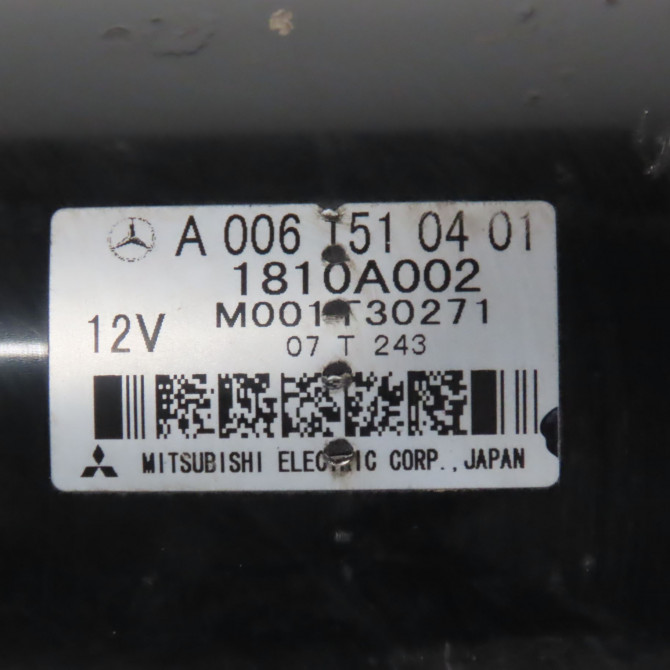 A 006 151 04 01
1810A002
M001T30271
12V
07 T 243
MITSUBISHI ELECTRIC CORP., JAPAN